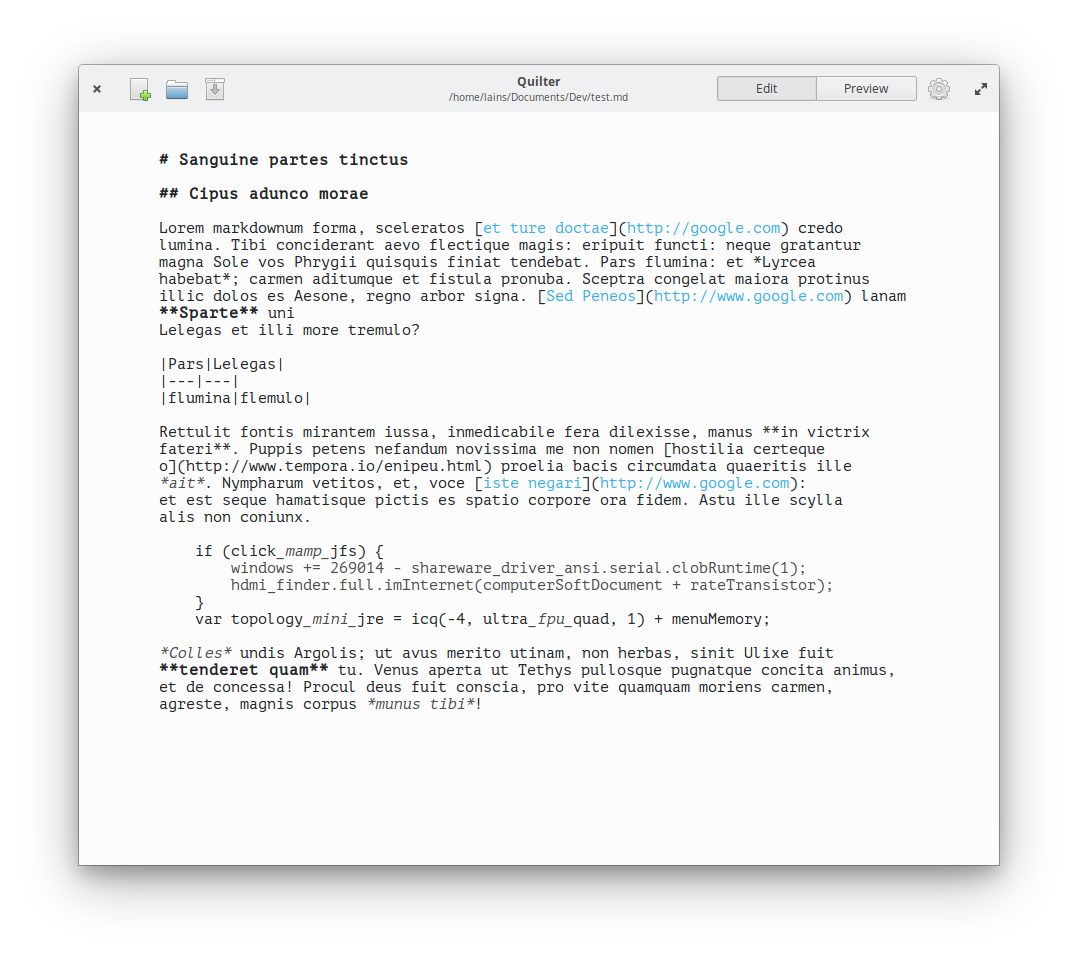 Quilter
/home/lains/Documents/Dev/test.md
Edit
Preview
# Sanguine partes tinctus
## Cipus adunco morae
Lorem markdownum forma, sceleratos [et ture doctae](http://google.com) credo
lumina. Tibi conciderant aevo flectique magis: eripuit functi: neque gratantur
magna Sole vos Phrygii quisquis finiat tendebat. Pars flumina: et *Lyrcea
habebat*; carmen aditumque et fistula pronuba. Sceptra congelat maiora protinus
illic dolos es Aesone, regno arbor signa. [Sed Peneos](http://www.google.com) lanam
**Sparte** uni
Lelegas et illi more tremulo?
|Pars|Lelegas|
|---|---|
|flumina|flemulo|
Rettulit fontis mirantem iussa, inmedicabile fera dilexisse, manus **in victrix
fateri**. Puppis petens nefandum novissima me non nomen [hostilia certeque
o](http://www.tempora.io/enipeu.html) proelia bacis circumdata quaeritis ille
*ait*. Nympharum vetitos, et, voce [iste negari](http://www.google.com):
et est seque hamatisque pictis es spatio corpore ora fidem. Astu ille scylla
alis non coniunx.
    if (click_mamp_jfs) {
        windows += 269014 - shareware_driver_ansi.serial.clobRuntime(1);
        hdmi_finder.full.imInternet(computerSoftDocument + rateTransistor);
    }
    var topology_mini_jre = icq(-4, ultra_fpu_quad, 1) + menuMemory;
*Colles* undis Argolis; ut avus merito utinam, non herbas, sinit Ulixe fuit
**tenderet quam** tu. Venus aperta ut Tethys pullosque pugnatque concita animus,
et de concessa! Procul deus fuit conscia, pro vite quamquam moriens carmen,
agreste, magnis corpus *munus tibi*!